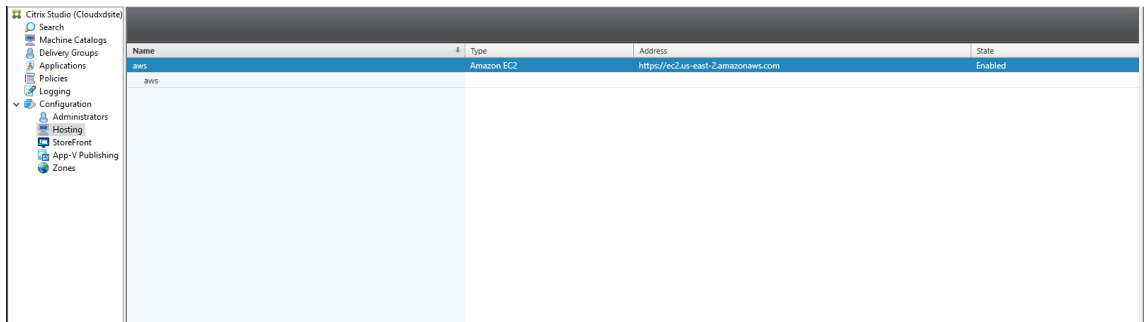 Citrix Studio (Cloudxdsite)
Search
Machine Catalogs
Delivery Groups
Applications
Policies
Logging
Configuration
Administrators
Hosting
StoreFront
App-V Publishing
Zones
Name Type Address State
aws Amazon EC2 https://ec2.us-east-2.amazonaws.com Enabled
aws